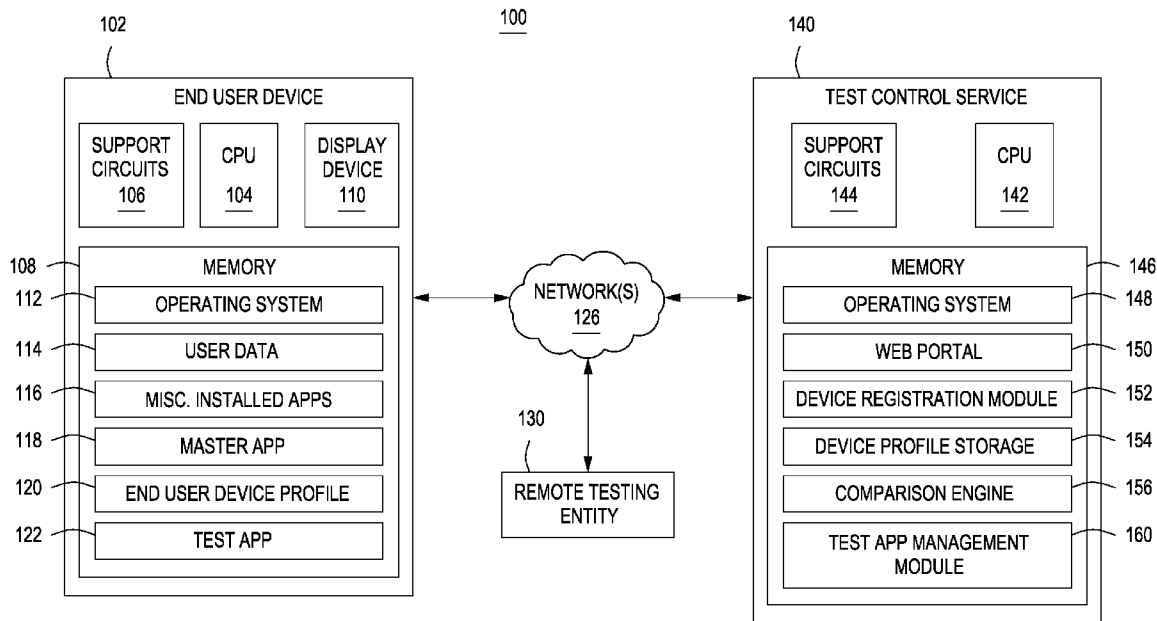 100
102
END USER DEVICE
SUPPORT
CIRCUITS
106
CPU
104
DISPLAY
DEVICE
110
108
MEMORY
112
OPERATING SYSTEM
114
USER DATA
116
MISC. INSTALLED APPS
118
MASTER APP
120
END USER DEVICE PROFILE
122
TEST APP
NETWORK(S)
126
130
REMOTE TESTING
ENTITY
140
TEST CONTROL SERVICE
SUPPORT
CIRCUITS
144
CPU
142
MEMORY
146
OPERATING SYSTEM
148
WEB PORTAL
150
DEVICE REGISTRATION MODULE
152
DEVICE PROFILE STORAGE
154
COMPARISON ENGINE
156
TEST APP MANAGEMENT
MODULE
160